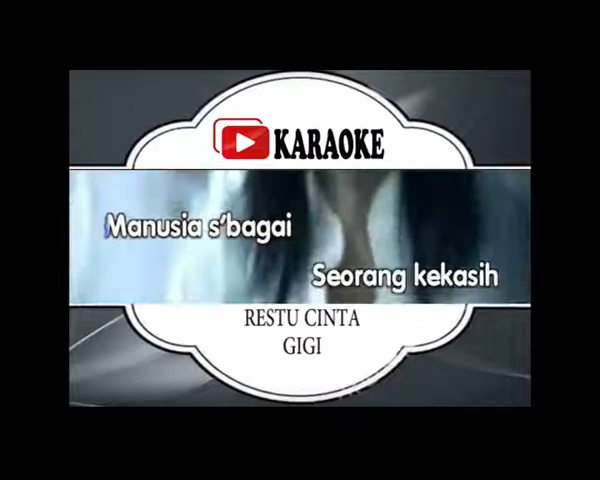 KARAOKE
Manusia s'bagai
Seorang kekasih
RESTU CINTA
GIGI